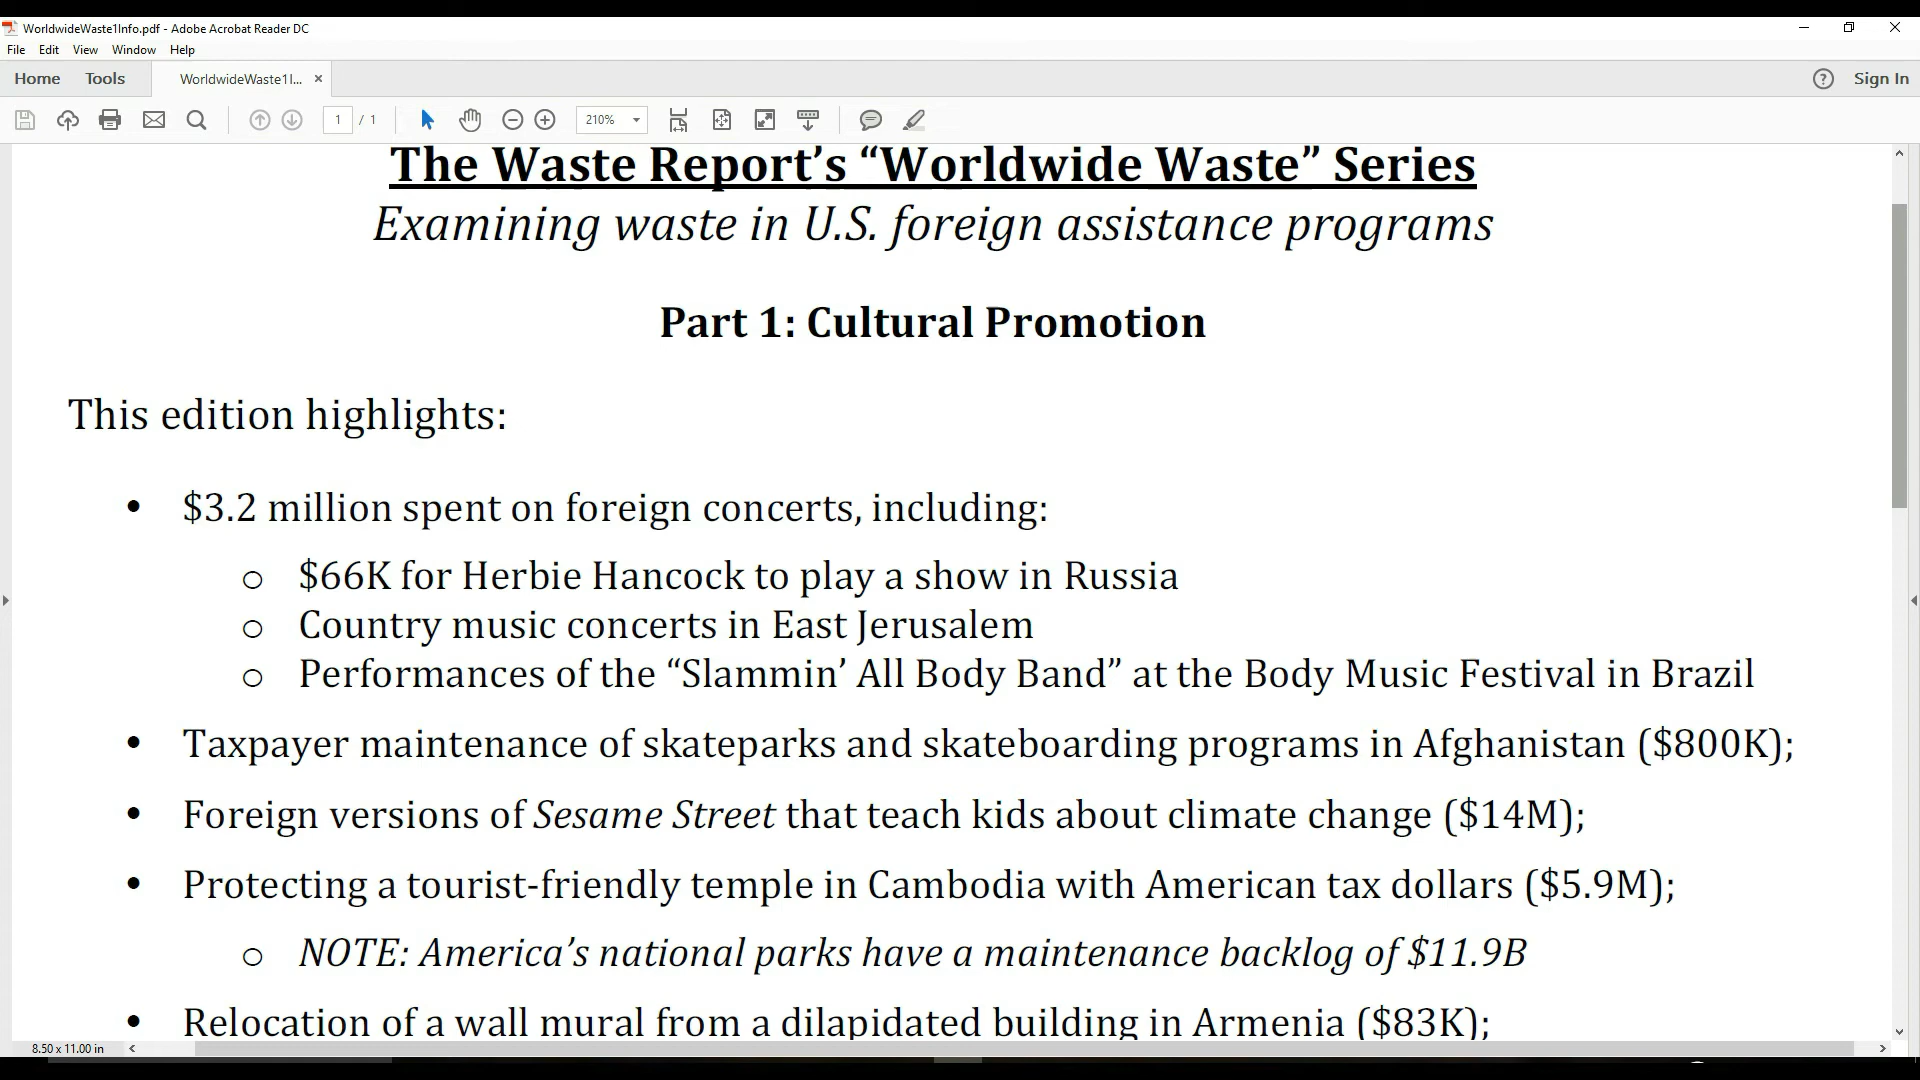 WorldwideWaste1Info.pdf - Adobe Acrobat Reader DC
File Edit View Window Help
Home Tools WorldwideWaste1I... × ? Sign In
1 / 1 210%
The Waste Report’s “Worldwide Waste” Series
Examining waste in U.S. foreign assistance programs
Part 1: Cultural Promotion
This edition highlights:
• $3.2 million spent on foreign concerts, including:
o $66K for Herbie Hancock to play a show in Russia
o Country music concerts in East Jerusalem
o Performances of the “Slammin’ All Body Band” at the Body Music Festival in Brazil
• Taxpayer maintenance of skateparks and skateboarding programs in Afghanistan ($800K);
• Foreign versions of Sesame Street that teach kids about climate change ($14M);
• Protecting a tourist-friendly temple in Cambodia with American tax dollars ($5.9M);
o NOTE: America’s national parks have a maintenance backlog of $11.9B
• Relocation of a wall mural from a dilapidated building in Armenia ($83K);
8.50 x 11.00 in